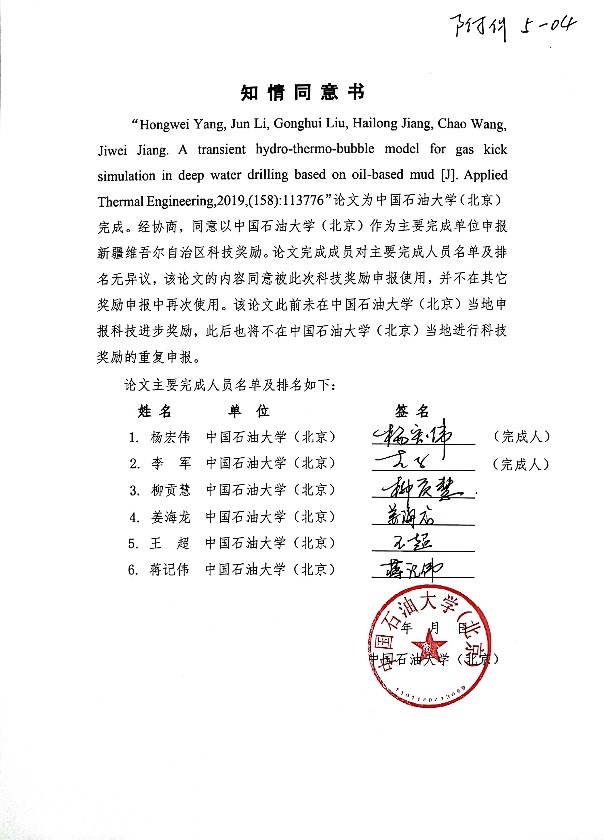 附件 5-04
知情同意书
“Hongwei Yang, Jun Li, Gonghui Liu, Hailong Jiang, Chao Wang,
Jiwei Jiang. A transient hydro-thermo-bubble model for gas kick
simulation in deep water drilling based on oil-based mud [J]. Applied
Thermal Engineering,2019,(158):113776”论文为中国石油大学（北京）
完成。经协商，同意以中国石油大学（北京）作为主要完成单位申报
新疆维吾尔自治区科技奖励。论文完成成员对主要完成人员名单及排
名无异议，该论文的内容同意被此次科技奖励申报使用，并不在其它
奖励申报中再次使用。该论文此前未在中国石油大学（北京）当地申
报科技进步奖励，此后也将不在中国石油大学（北京）当地进行科技
奖励的重复申报。
论文主要完成人员名单及排名如下：
姓 名 单 位 签 名
1. 杨宏伟 中国石油大学（北京） 杨宏伟 （完成人）
2. 李 军 中国石油大学（北京） （完成人）
3. 柳贡慧 中国石油大学（北京） 柳贡慧
4. 姜海龙 中国石油大学（北京） 姜海龙
5. 王 超 中国石油大学（北京） 王超
6. 蒋记伟 中国石油大学（北京） 蒋记伟
年 月 日
中国石油大学（北京）
中国石油大学(北京)